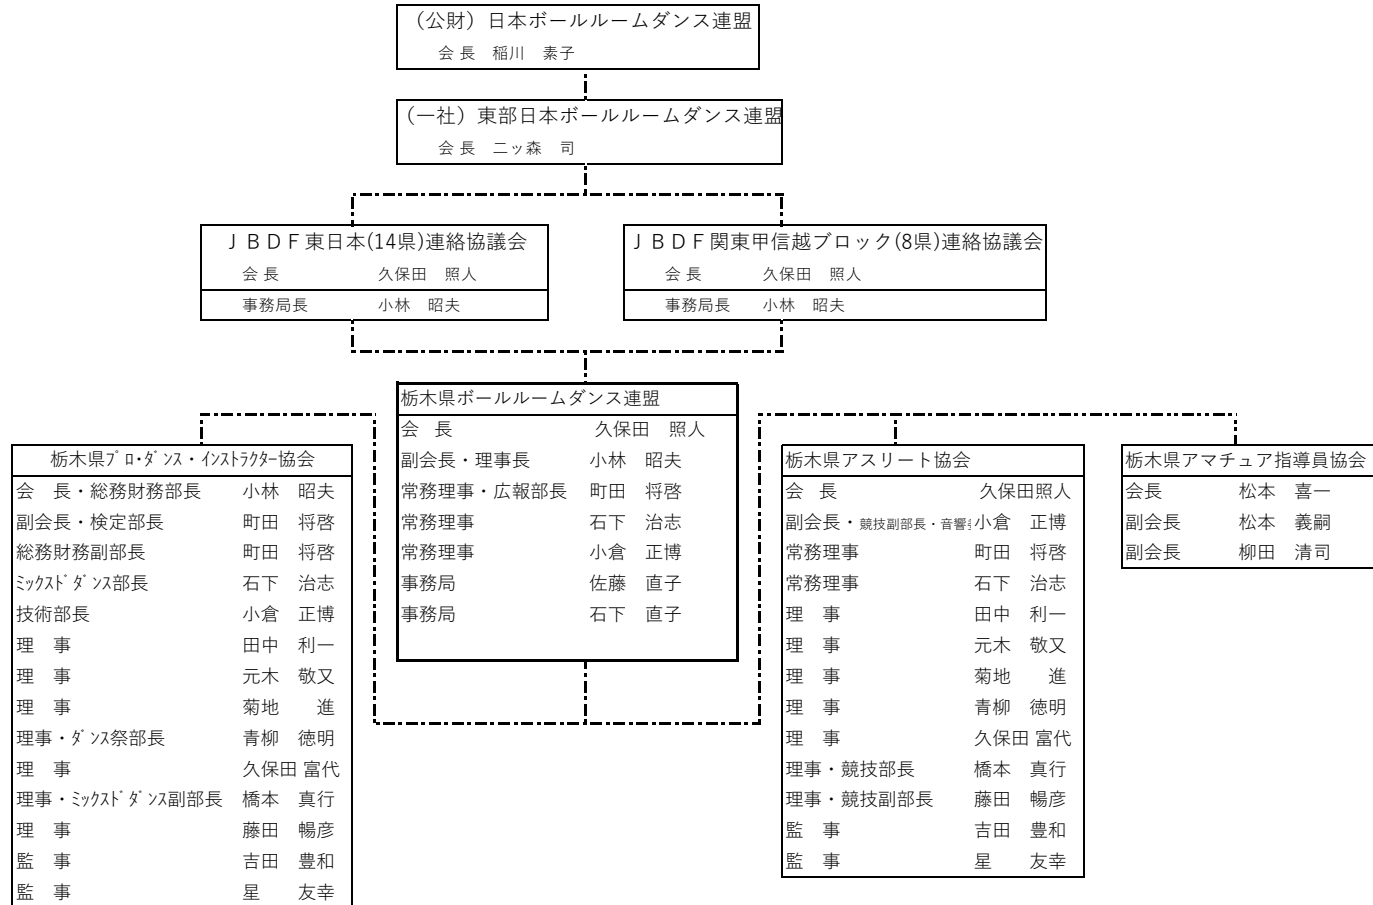 （公財）日本ボールルームダンス連盟
会 長　稲川　素子
（一社）東部日本ボールルームダンス連盟
会 長　二ッ森　司
ＪＢＤＦ東日本(14県)連絡協議会
会 長　久保田　照人
事務局長　小林　昭夫
ＪＢＤＦ関東甲信越ブロック(8県)連絡協議会
会 長　久保田　照人
事務局長　小林　昭夫
栃木県ボールルームダンス連盟
会　長　久保田　照人
副会長・理事長　小林　昭夫
常務理事・広報部長　町田　将啓
常務理事　石下　治志
常務理事　小倉　正博
事務局　佐藤　直子
事務局　石下　直子
栃木県ﾌﾟﾛ・ﾀﾞﾝｽ・ｲﾝｽﾄﾗｸﾀｰ協会
会　長・総務財務部長　小林　昭夫
副会長・検定部長　町田　将啓
総務財務副部長　町田　将啓
ﾐｯｸｽﾄﾞﾀﾞﾝｽ部長　石下　治志
技術部長　小倉　正博
理　事　田中　利一
理　事　元木　敬又
理　事　菊地　　進
理事・ﾀﾞﾝｽ祭部長　青柳　徳明
理　事　久保田 富代
理事・ﾐｯｸｽﾄﾞﾀﾞﾝｽ副部長　橋本　真行
理　事　藤田　暢彦
監　事　吉田　豊和
監　事　星　　友幸
栃木県アスリート協会
会　長　久保田照人
副会長・競技副部長・音響　小倉　正博
常務理事　町田　将啓
常務理事　石下　治志
理　事　田中　利一
理　事　元木　敬又
理　事　菊地　　進
理　事　青柳　徳明
理　事　久保田 富代
理事・競技部長　橋本　真行
理事・競技副部長　藤田　暢彦
監　事　吉田　豊和
監　事　星　　友幸
栃木県アマチュア指導員協会
会長　松本　喜一
副会長　松本　義嗣
副会長　柳田　清司